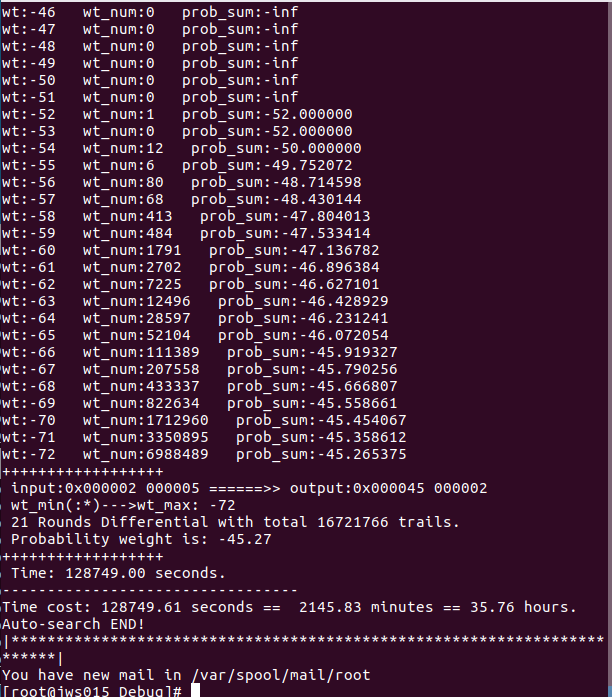 wt:-46   wt_num:0   prob_sum:-inf
wt:-47   wt_num:0   prob_sum:-inf
wt:-48   wt_num:0   prob_sum:-inf
wt:-49   wt_num:0   prob_sum:-inf
wt:-50   wt_num:0   prob_sum:-inf
wt:-51   wt_num:0   prob_sum:-inf
wt:-52   wt_num:1   prob_sum:-52.000000
wt:-53   wt_num:0   prob_sum:-52.000000
wt:-54   wt_num:12   prob_sum:-50.000000
wt:-55   wt_num:6   prob_sum:-49.752072
wt:-56   wt_num:80   prob_sum:-48.714598
wt:-57   wt_num:68   prob_sum:-48.430144
wt:-58   wt_num:413   prob_sum:-47.804013
wt:-59   wt_num:484   prob_sum:-47.533414
wt:-60   wt_num:1791   prob_sum:-47.136782
wt:-61   wt_num:2702   prob_sum:-46.896384
wt:-62   wt_num:7225   prob_sum:-46.627101
wt:-63   wt_num:12496   prob_sum:-46.428929
wt:-64   wt_num:28597   prob_sum:-46.231241
wt:-65   wt_num:52104   prob_sum:-46.072054
wt:-66   wt_num:111389   prob_sum:-45.919327
wt:-67   wt_num:207558   prob_sum:-45.790256
wt:-68   wt_num:433337   prob_sum:-45.666807
wt:-69   wt_num:822634   prob_sum:-45.558661
wt:-70   wt_num:1712960   prob_sum:-45.454067
wt:-71   wt_num:3350895   prob_sum:-45.358612
wt:-72   wt_num:6988489   prob_sum:-45.265375
++++++++++++++++++
 input:0x000002 000005 ======>> output:0x000045 000002
 wt_min(:*)--->wt_max: -72
 21 Rounds Differential with total 16721766 trails.
 Probability weight is: -45.27
++++++++++++++++++
 Time: 128749.00 seconds.
---------------------------------
Time cost: 128749.61 seconds ==  2145.83 minutes == 35.76 hours.
Auto-search END!
|******************************************************************
******|
You have new mail in /var/spool/mail/root
[root@jws015 Debug]#